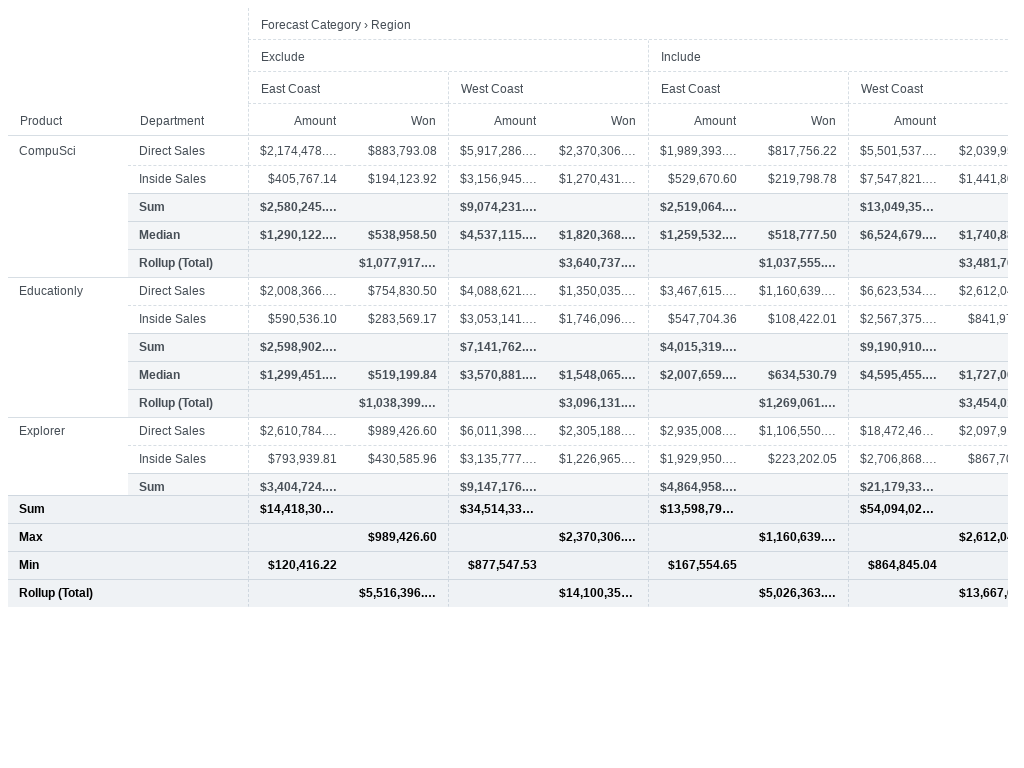 Forecast Category › Region
Exclude Include
East Coast West Coast East Coast West Coast
Product Department Amount Won Amount Won Amount Won Amount
CompuSci Direct Sales $2,174,478.… $883,793.08 $5,917,286.… $2,370,306.… $1,989,393.… $817,756.22 $5,501,537.… $2,039,9
Inside Sales $405,767.14 $194,123.92 $3,156,945.… $1,270,431.… $529,670.60 $219,798.78 $7,547,821.… $1,441,8
Sum $2,580,245.… $9,074,231.… $2,519,064.… $13,049,35…
Median $1,290,122.… $538,958.50 $4,537,115.… $1,820,368.… $1,259,532.… $518,777.50 $6,524,679.… $1,740,8
Rollup (Total) $1,077,917.… $3,640,737.… $1,037,555.… $3,481,7
Educationly Direct Sales $2,008,366.… $754,830.50 $4,088,621.… $1,350,035.… $3,467,615.… $1,160,639.… $6,623,534.… $2,612,0
Inside Sales $590,536.10 $283,569.17 $3,053,141.… $1,746,096.… $547,704.36 $108,422.01 $2,567,375.… $841,9
Sum $2,598,902.… $7,141,762.… $4,015,319.… $9,190,910.…
Median $1,299,451.… $519,199.84 $3,570,881.… $1,548,065.… $2,007,659.… $634,530.79 $4,595,455.… $1,727,0
Rollup (Total) $1,038,399.… $3,096,131.… $1,269,061.… $3,454,0
Explorer Direct Sales $2,610,784.… $989,426.60 $6,011,398.… $2,305,188.… $2,935,008.… $1,106,550.… $18,472,46… $2,097,9
Inside Sales $793,939.81 $430,585.96 $3,135,777.… $1,226,965.… $1,929,950.… $223,202.05 $2,706,868.… $867,7
Sum $3,404,724.… $9,147,176.… $4,864,958.… $21,179,33…
Sum $14,418,30… $34,514,33… $13,598,79… $54,094,02…
Max $989,426.60 $2,370,306.… $1,160,639.… $2,612,0
Min $120,416.22 $877,547.53 $167,554.65 $864,845.04
Rollup (Total) $5,516,396.… $14,100,35… $5,026,363.… $13,667,